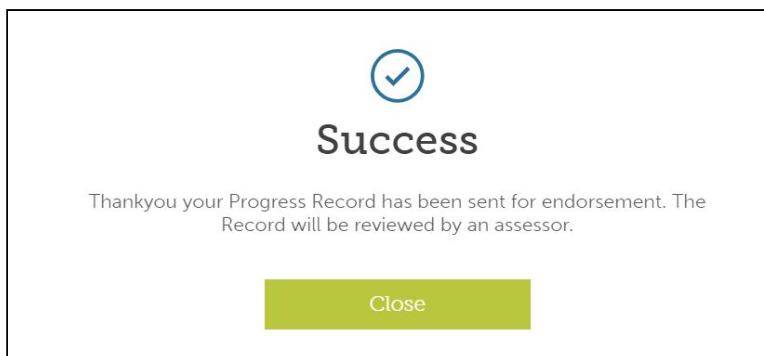 Success
Thankyou your Progress Record has been sent for endorsement. The
Record will be reviewed by an assessor.
Close